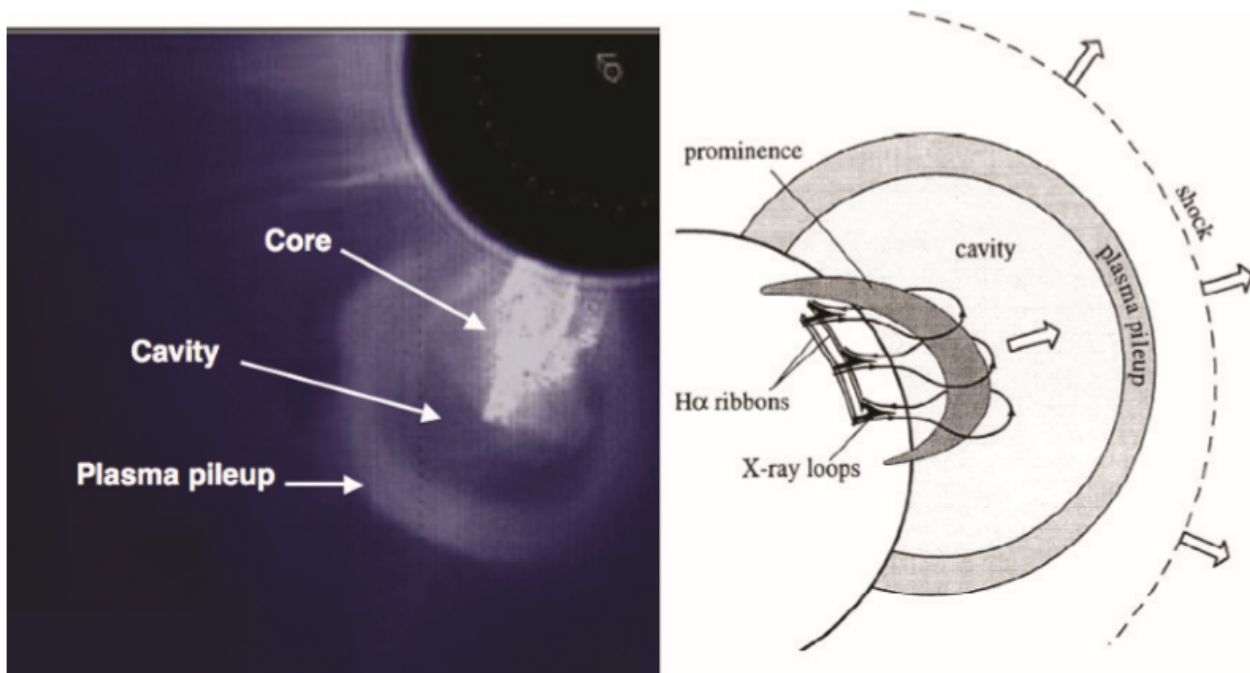 Core
Cavity
Plasma pileup
prominence
cavity
shock
plasma pileup
Hα ribbons
X-ray loops